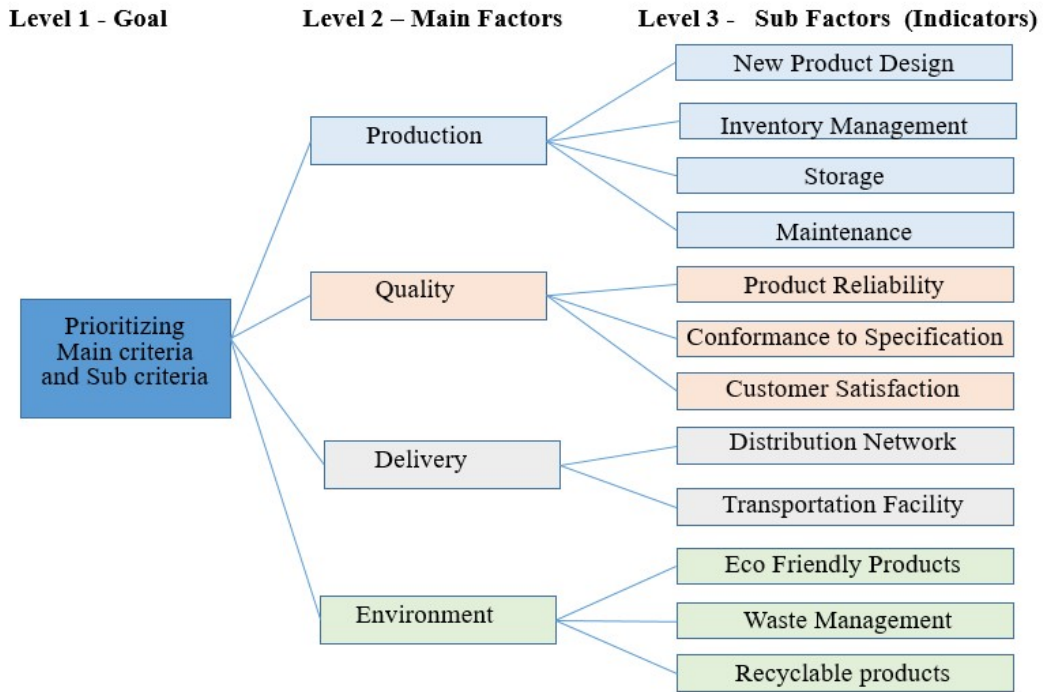 Level 1 - Goal
Level 2 – Main Factors
Level 3 - Sub Factors (Indicators)
Prioritizing
Main criteria
and Sub criteria
Production
Quality
Delivery
Environment
New Product Design
Inventory Management
Storage
Maintenance
Product Reliability
Conformance to Specification
Customer Satisfaction
Distribution Network
Transportation Facility
Eco Friendly Products
Waste Management
Recyclable products